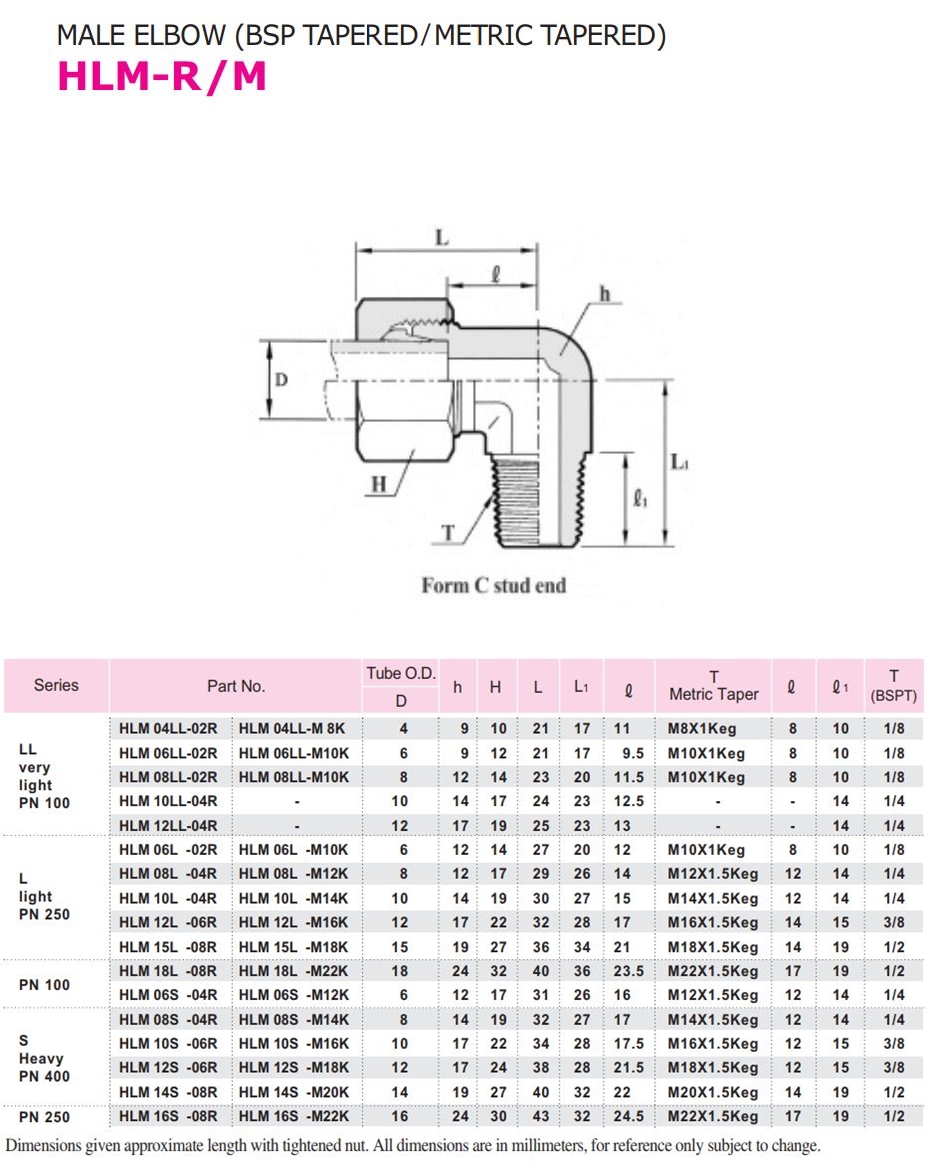 MALE ELBOW (BSP TAPERED/METRIC TAPERED)
HLM-R/M
L
ℓ
h
D
L1
H
ℓ1
T
Form C stud end
Series Part No. Tube O.D. D h H L L1 ℓ T Metric Taper ℓ ℓ1 T (BSPT)
LL very light PN 100
HLM 04LL-02R HLM 04LL-M 8K 4 9 10 21 17 11 M8X1Keg 8 10 1/8
HLM 06LL-02R HLM 06LL-M10K 6 9 12 21 17 9.5 M10X1Keg 8 10 1/8
HLM 08LL-02R HLM 08LL-M10K 8 12 14 23 20 11.5 M10X1Keg 8 10 1/8
HLM 10LL-04R - 10 14 17 24 23 12.5 - - 14 1/4
HLM 12LL-04R - 12 17 19 25 23 13 - - 14 1/4
L light PN 250
HLM 06L -02R HLM 06L -M10K 6 12 14 27 20 12 M10X1Keg 8 10 1/8
HLM 08L -04R HLM 08L -M12K 8 12 17 29 26 14 M12X1.5Keg 12 14 1/4
HLM 10L -04R HLM 10L -M14K 10 14 19 30 27 15 M14X1.5Keg 12 14 1/4
HLM 12L -06R HLM 12L -M16K 12 17 22 32 28 17 M16X1.5Keg 14 15 3/8
HLM 15L -08R HLM 15L -M18K 15 19 27 36 34 21 M18X1.5Keg 14 19 1/2
PN 100
HLM 18L -08R HLM 18L -M22K 18 24 32 40 36 23.5 M22X1.5Keg 17 19 1/2
HLM 06S -04R HLM 06S -M12K 6 12 17 31 26 16 M12X1.5Keg 12 14 1/4
S Heavy PN 400
HLM 08S -04R HLM 08S -M14K 8 14 19 32 27 17 M14X1.5Keg 12 14 1/4
HLM 10S -06R HLM 10S -M16K 10 17 22 34 28 17.5 M16X1.5Keg 12 15 3/8
HLM 12S -06R HLM 12S -M18K 12 17 24 38 28 21.5 M18X1.5Keg 12 15 3/8
HLM 14S -08R HLM 14S -M20K 14 19 27 40 32 22 M20X1.5Keg 14 19 1/2
PN 250
HLM 16S -08R HLM 16S -M22K 16 24 30 43 32 24.5 M22X1.5Keg 17 19 1/2
Dimensions given approximate length with tightened nut. All dimensions are in millimeters, for reference only subject to change.